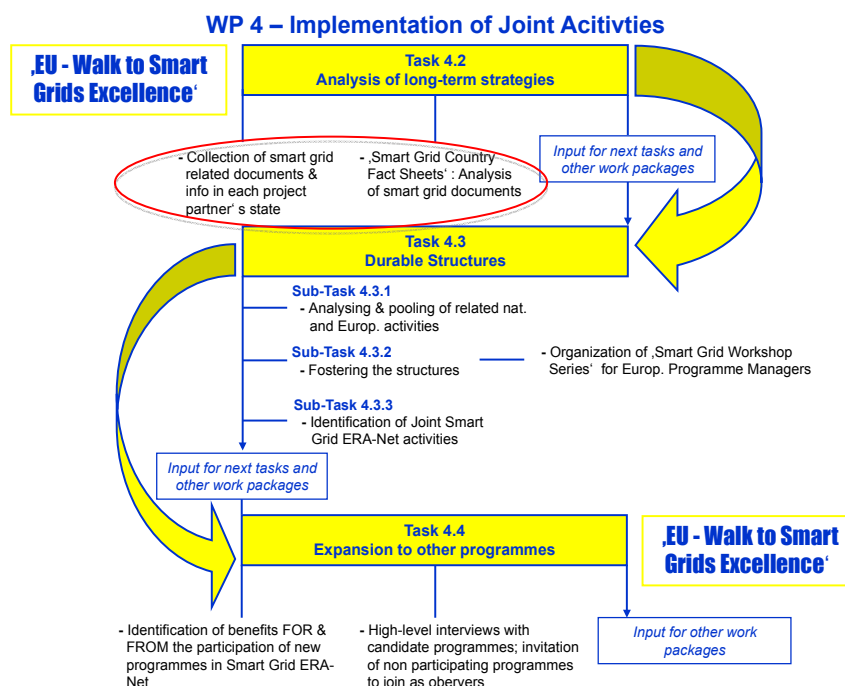 WP 4 – Implementation of Joint Acitivties
‚EU - Walk to Smart
Grids Excellence‘
Task 4.2
Analysis of long-term strategies
- Collection of smart grid
related documents &
info in each project
partner‘ s state
- ‚Smart Grid Country
Fact Sheets‘ : Analysis
of smart grid documents
Input for next tasks and
other work packages
Task 4.3
Durable Structures
Sub-Task 4.3.1
- Analysing & pooling of related nat.
and Europ. activities
Sub-Task 4.3.2
- Fostering the structures
- Organization of ‚Smart Grid Workshop
Series‘ for Europ. Programme Managers
Sub-Task 4.3.3
- Identification of Joint Smart
Grid ERA-Net activities
Input for next tasks and
other work packages
Task 4.4
Expansion to other programmes
‚EU - Walk to Smart
Grids Excellence‘
- Identification of benefits FOR &
FROM the participation of new
programmes in Smart Grid ERA-
Net
- High-level interviews with
candidate programmes; invitation
of non participating programmes
to join as obervers
Input for other work
packages